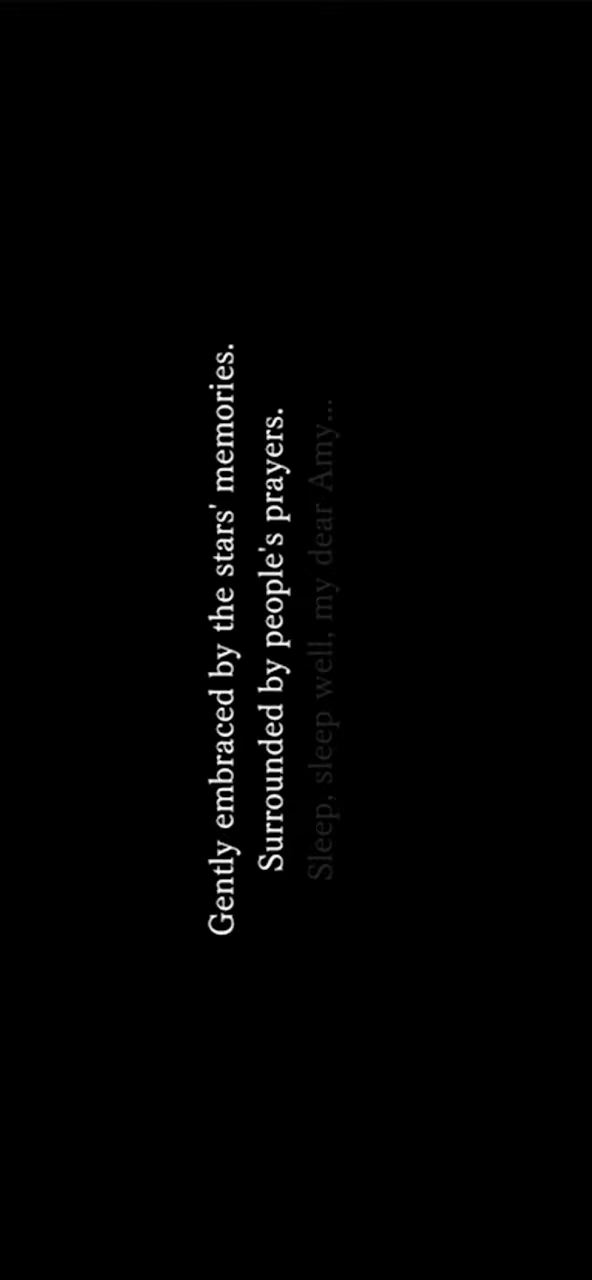 Gently embraced by the stars' memories.
Surrounded by people's prayers.
Sleep, sleep well, my dear Amy...